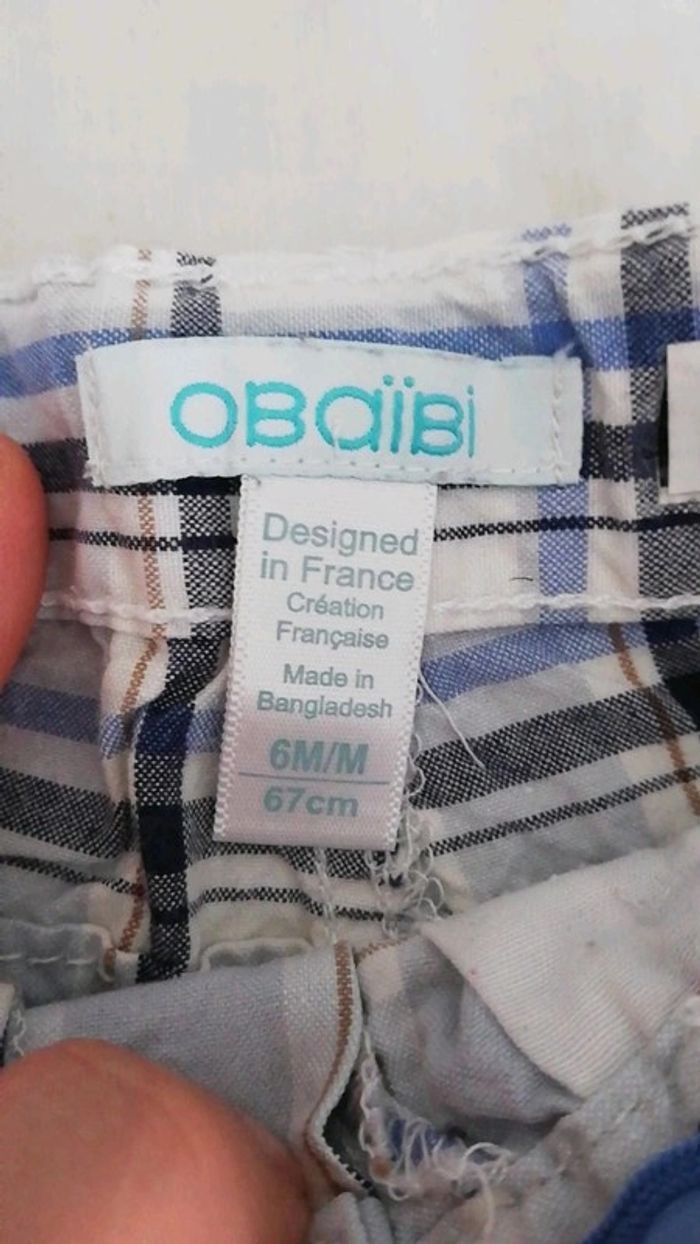 OBaïBi
Designed
in France
Création
Française
Made in
Bangladesh
6M/M
67cm